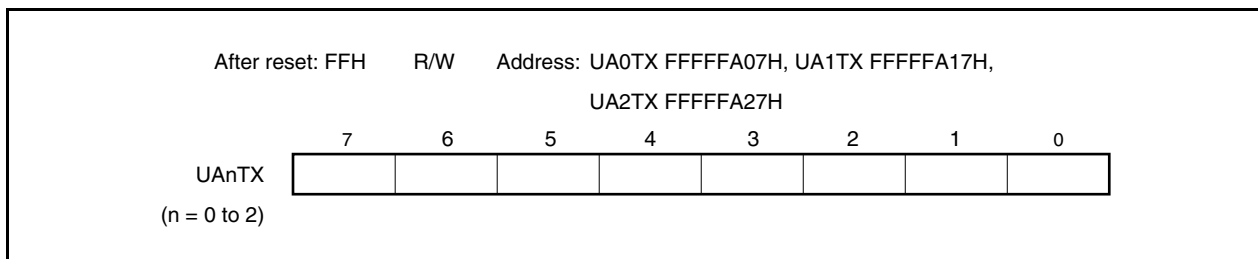 After reset: FFH R/W Address: UA0TX FFFFFA07H, UA1TX FFFFFA17H,
UA2TX FFFFFA27H
7 6 5 4 3 2 1 0
UAnTX
(n = 0 to 2)